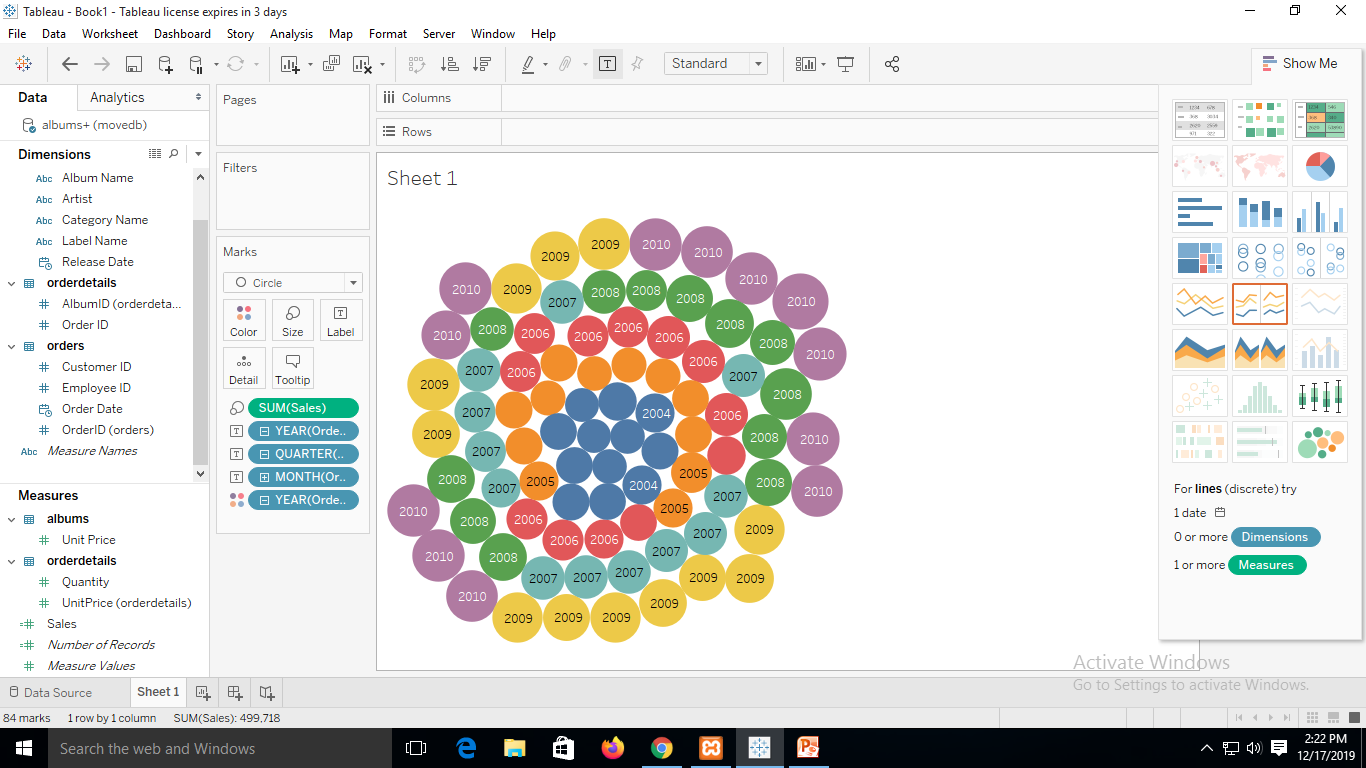 Tableau - Book1 - Tableau license expires in 3 days
File Data Worksheet Dashboard Story Analysis Map Format Server Window Help
Standard
Show Me
Data Analytics
albums+ (movedb)
Dimensions
Abc Album Name
Abc Artist
Abc Category Name
Abc Label Name
Release Date
orderdetails
AlbumID (orderdeta...
Order ID
orders
Customer ID
Employee ID
Order Date
OrderID (orders)
Abc Measure Names
Measures
albums
Unit Price
orderdetails
Quantity
UnitPrice (orderdetails)
Sales
Number of Records
Measure Values
Pages
Filters
Marks
Circle
Color Size Label
Detail Tooltip
SUM(Sales)
YEAR(Orde..
QUARTER(..
MONTH(Or..
YEAR(Orde..
Columns
Rows
Sheet 1
2009 2010
2009 2010
2010
2010 2009 2007 2008 2008 2008 2010
2010 2008 2006 2006 2006 2006 2008 2008 2010
2009 2007 2006 2006 2007
2008
2007 2004 2006
2009 2007 2008 2010
2008 2007 2005 2004 2005 2007 2008 2010
2010 2008 2006 2005 2007 2009
2010 2008 2006 2006 2007
2010 2007 2007 2007 2009 2009
2009 2009 2009 2009
For lines (discrete) try
1 date
0 or more Dimensions
1 or more Measures
Activate Windows
Go to Settings to activate Windows.
Data Source Sheet 1
84 marks 1 row by 1 column SUM(Sales): 499,718
Search the web and Windows
2:22 PM
12/17/2019